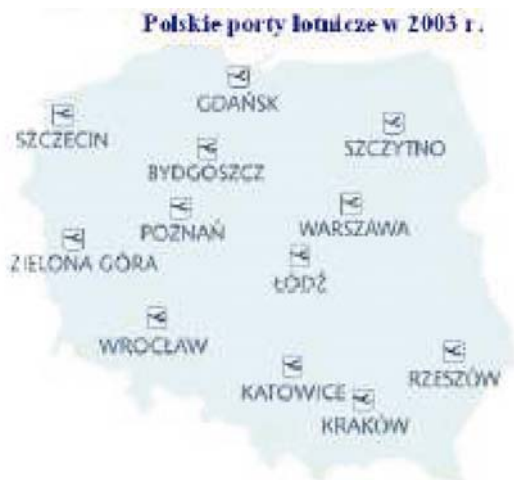 Polskie porty lotnicze w 2003 r.
GDAŃSK
SZCZECIN
SZCZYTNO
BYDGOSZCZ
POZNAŃ
WARSZAWA
ZIELONA GÓRA
ŁÓDŹ
WROCŁAW
RZESZÓW
KATOWICE
KRAKÓW